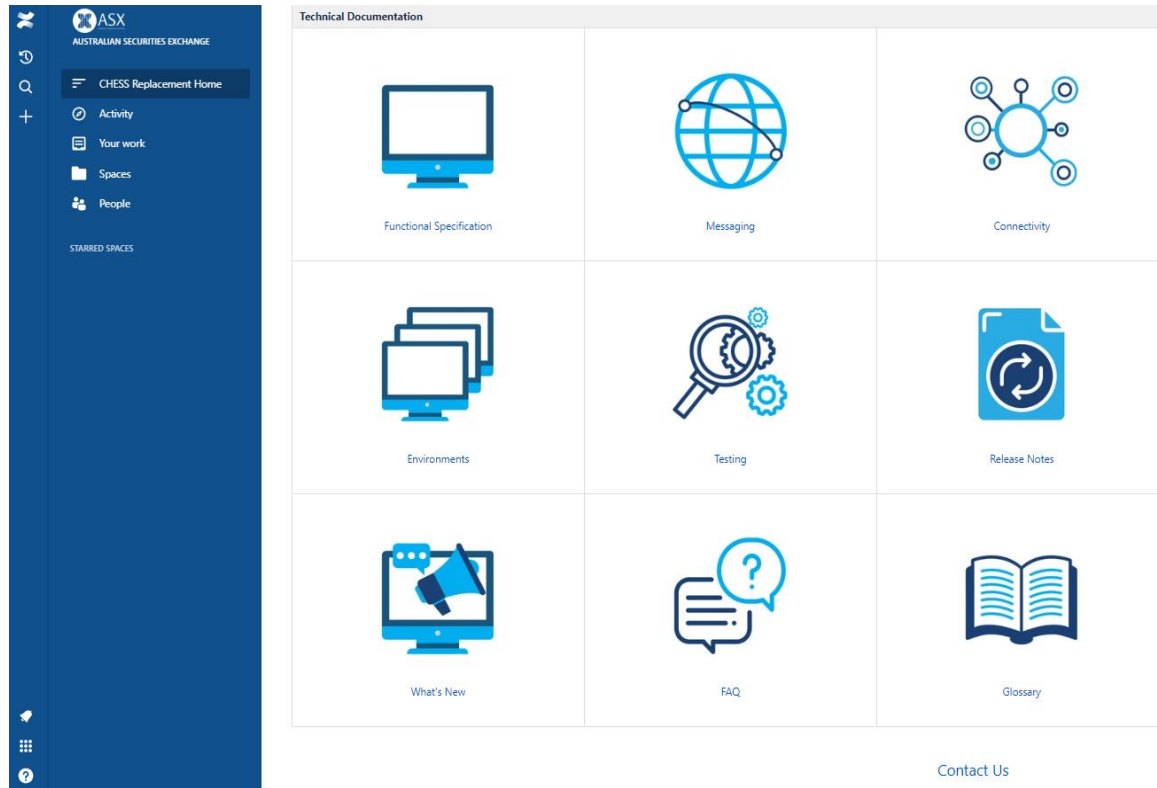 ASX
AUSTRALIAN SECURITIES EXCHANGE
CHESS Replacement Home
Activity
Your work
Spaces
People
STARRED SPACES
Technical Documentation
Functional Specification
Messaging
Connectivity
Environments
Testing
Release Notes
What's New
FAQ
Glossary
Contact Us